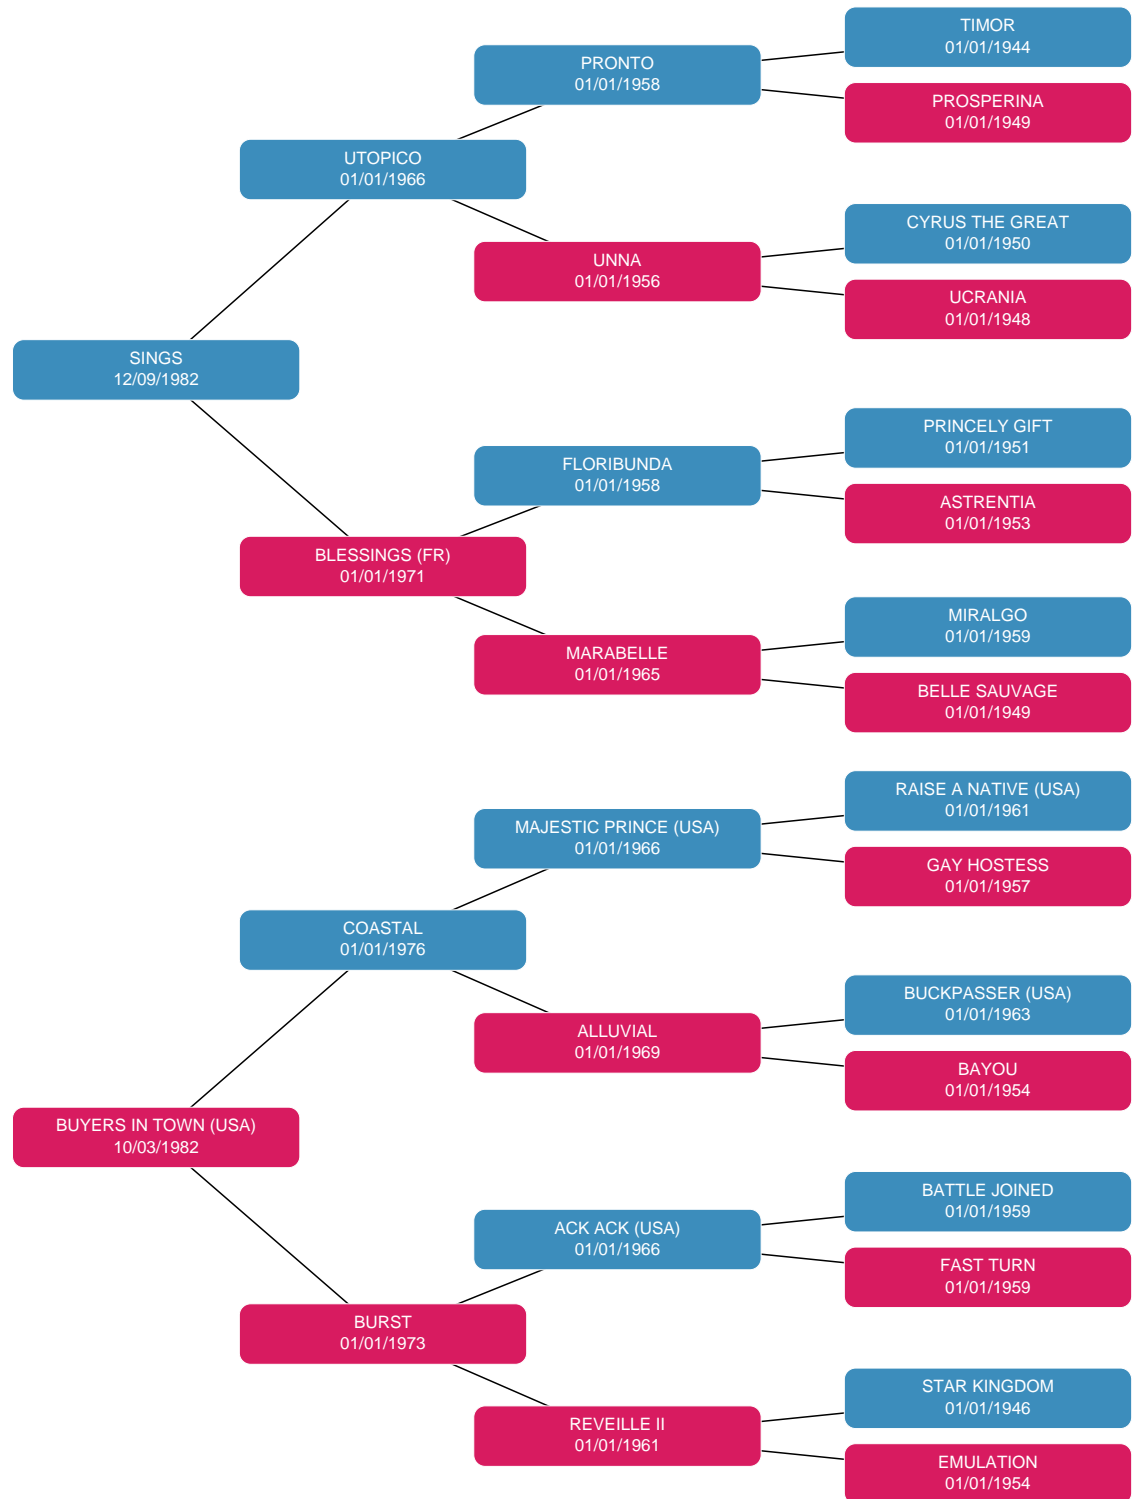 TIMOR
01/01/1944
PRONTO
01/01/1958
PROSPERINA
01/01/1949
UTOPICO
01/01/1966
CYRUS THE GREAT
01/01/1950
UNNA
01/01/1956
UCRANIA
01/01/1948
SINGS
12/09/1982
PRINCELY GIFT
01/01/1951
FLORIBUNDA
01/01/1958
ASTRENTIA
01/01/1953
BLESSINGS (FR)
01/01/1971
MIRALGO
01/01/1959
MARABELLE
01/01/1965
BELLE SAUVAGE
01/01/1949
RAISE A NATIVE (USA)
01/01/1961
MAJESTIC PRINCE (USA)
01/01/1966
GAY HOSTESS
01/01/1957
COASTAL
01/01/1976
BUCKPASSER (USA)
01/01/1963
ALLUVIAL
01/01/1969
BAYOU
01/01/1954
BUYERS IN TOWN (USA)
10/03/1982
BATTLE JOINED
01/01/1959
ACK ACK (USA)
01/01/1966
FAST TURN
01/01/1959
BURST
01/01/1973
STAR KINGDOM
01/01/1946
REVEILLE II
01/01/1961
EMULATION
01/01/1954